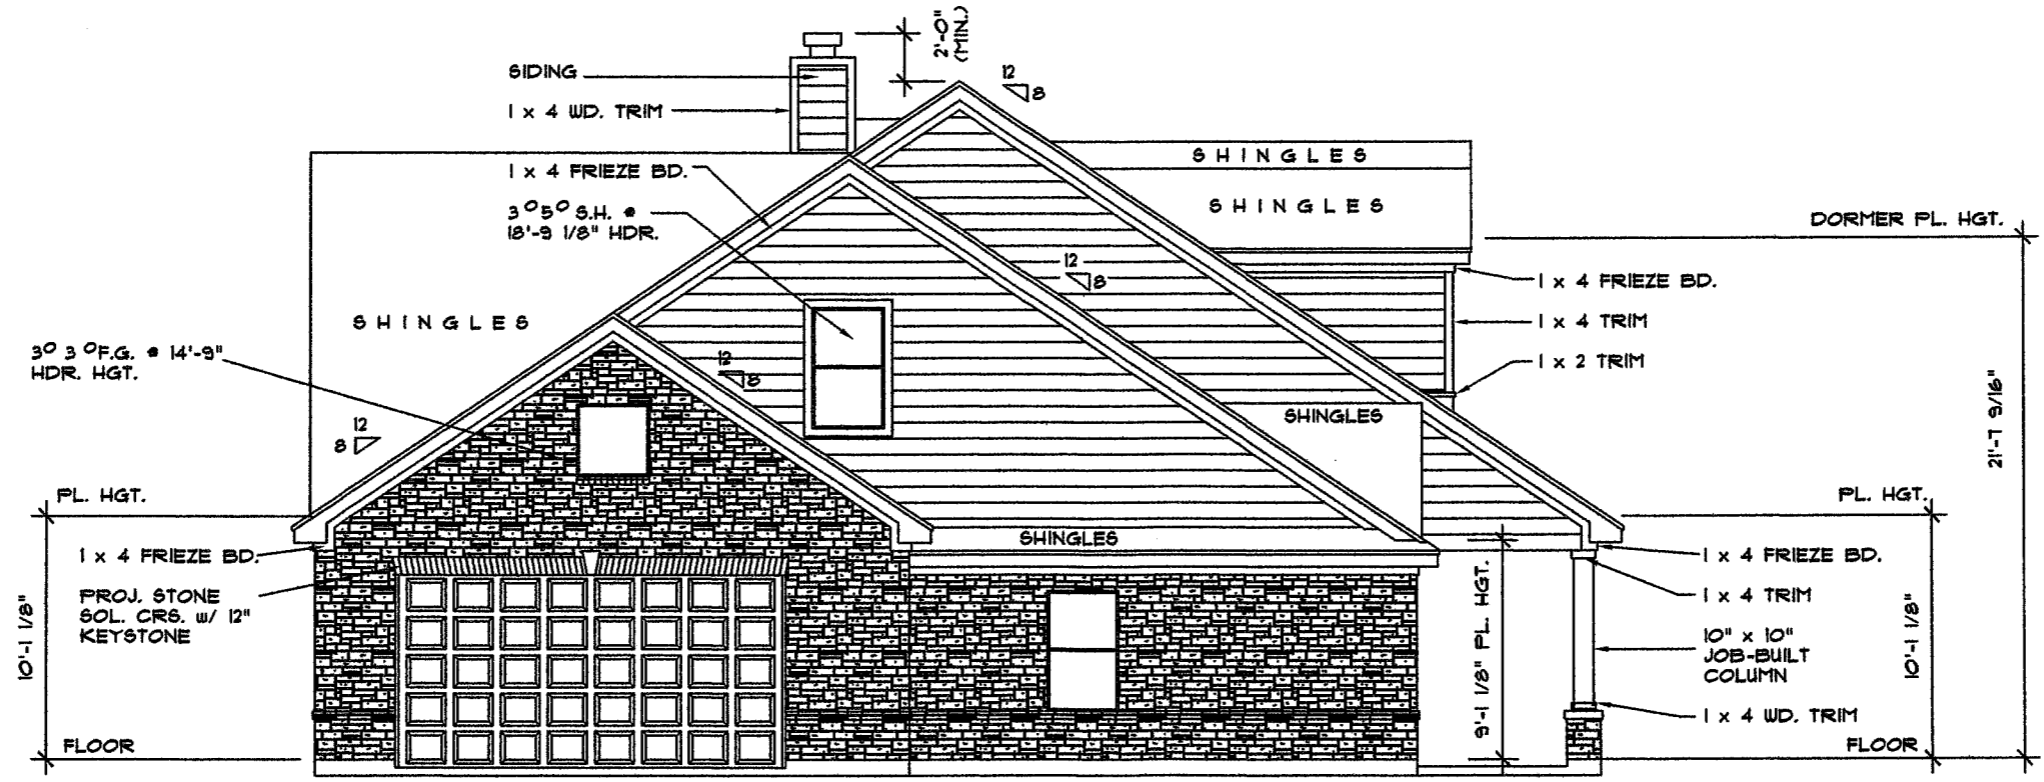 2'-0"
(MIN.)
SIDING
12
8
1 x 4 WD. TRIM
SHINGLES
1 x 4 FRIEZE BD.
3⁰5⁰ S.H. @
18'-9 1/8" HDR.
SHINGLES
DORMER PL. HGT.
12
8
1 x 4 FRIEZE BD.
SHINGLES
1 x 4 TRIM
3⁰ 3⁰ F.G. @ 14'-9"
HDR. HGT.
12
8
1 x 2 TRIM
21'-7 9/16"
SHINGLES
12
8
PL. HGT.
PL. HGT.
SHINGLES
1 x 4 FRIEZE BD.
1 x 4 FRIEZE BD.
PROJ. STONE
SOL. CRS. w/ 12"
KEYSTONE
1 x 4 TRIM
10'-1 1/8"
9'-1 1/8" PL. HGT.
10" x 10"
JOB-BUILT
COLUMN
10'-1 1/8"
1 x 4 WD. TRIM
FLOOR
FLOOR